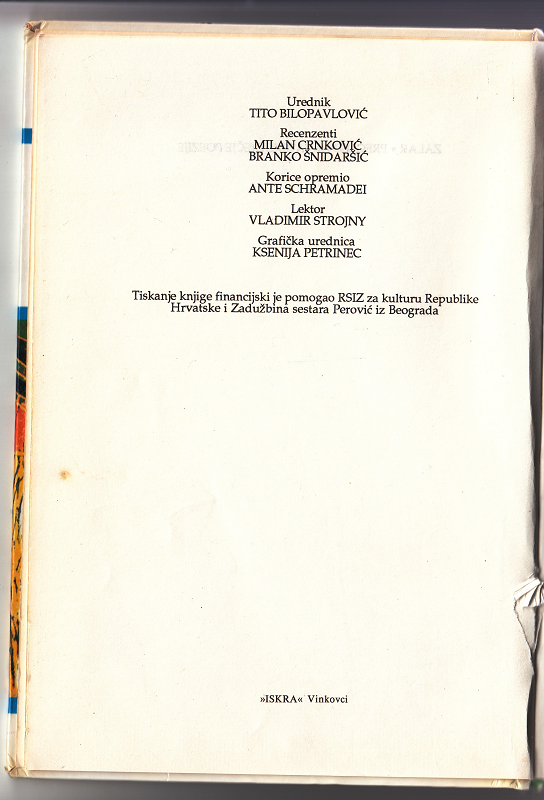 Urednik
TITO BILOPAVLOVIĆ
Recenzenti
MILAN CRNKOVIĆ
BRANKO ŠNIDARŠIĆ
Korice opremio
ANTE SCHRAMADEI
Lektor
VLADIMIR STROJNY
Grafička urednica
KSENIJA PETRINEC
Tiskanje knjige financijski je pomogao RSIZ za kulturu Republike
Hrvatske i Zadužbina sestara Perović iz Beograda
»ISKRA« Vinkovci